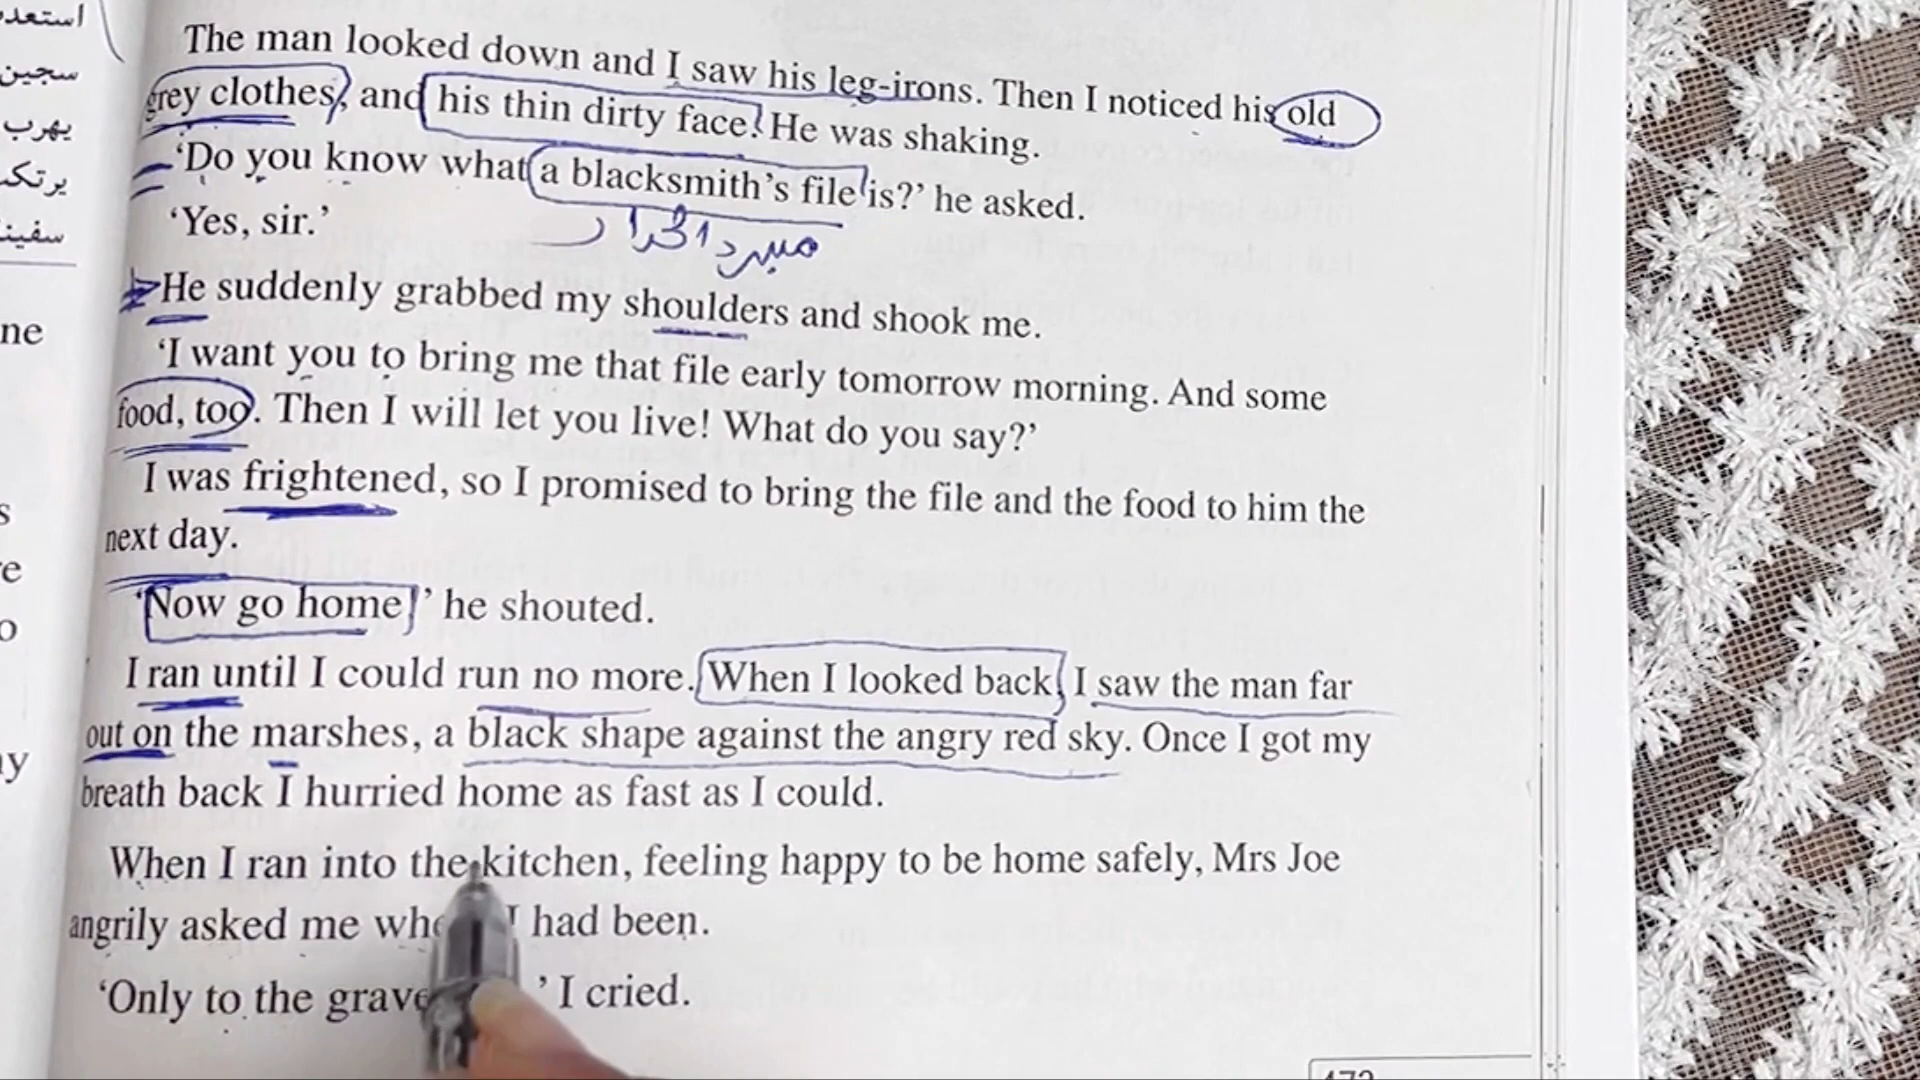 استعد
سجين
يهرب
يرتك
سفين
ne
s
e
o
y
The man looked down and I saw his leg-irons. Then I noticed his old
grey clothes, and his thin dirty face. He was shaking.
‘Do you know what a blacksmith’s file is?’ he asked.
‘Yes, sir.’
مبرد
He suddenly grabbed my shoulders and shook me.
‘I want you to bring me that file early tomorrow morning. And some
food, too. Then I will let you live! What do you say?’
I was frightened, so I promised to bring the file and the food to him the
next day.
‘Now go home!’ he shouted.
I ran until I could run no more. When I looked back, I saw the man far
out on the marshes, a black shape against the angry red sky. Once I got my
breath back I hurried home as fast as I could.
When I ran into the kitchen, feeling happy to be home safely, Mrs Joe
angrily asked me whe I had been.
‘Only to the grave ’ I cried.